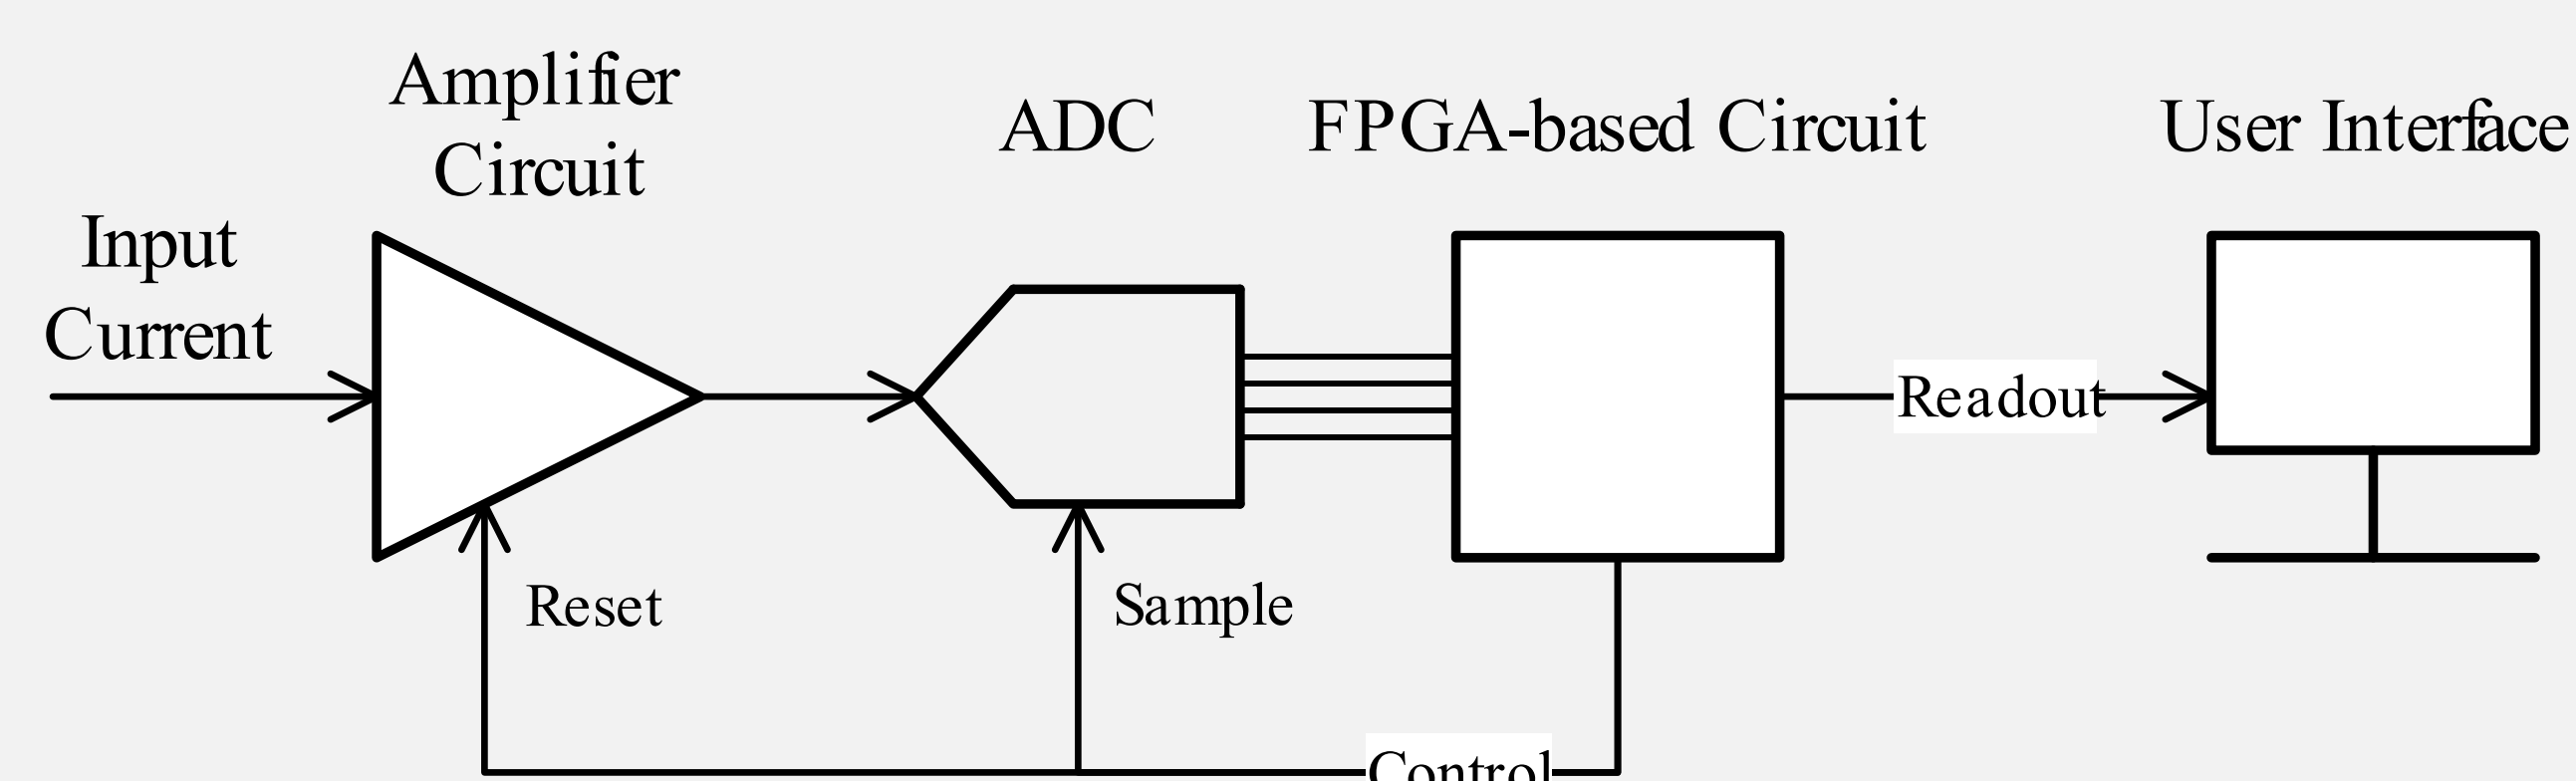 Amplifier
Circuit
ADC
FPGA-based Circuit
User Interface
Input
Current
Readout
Reset
Sample
Control